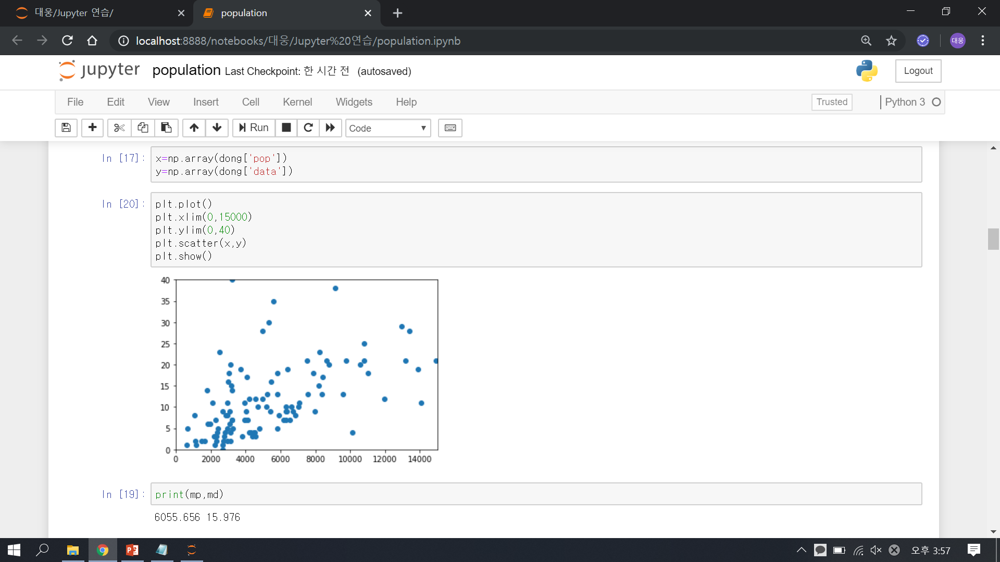 대웅/Jupyter 연습/
population
localhost:8888/notebooks/대웅/Jupyter%20연습/population.ipynb
대웅
jupyter population Last Checkpoint: 한 시간 전 (autosaved)
Logout
File Edit View Insert Cell Kernel Widgets Help
Trusted
Python 3
Run
Code
In [17]:
x=np.array(dong['pop'])
y=np.array(dong['data'])
In [20]:
plt.plot()
plt.xlim(0,15000)
plt.ylim(0,40)
plt.scatter(x,y)
plt.show()
40
35
30
25
20
15
10
5
0
0 2000 4000 6000 8000 10000 12000 14000
In [19]:
print(mp,md)
6055.656 15.976
오후 3:57